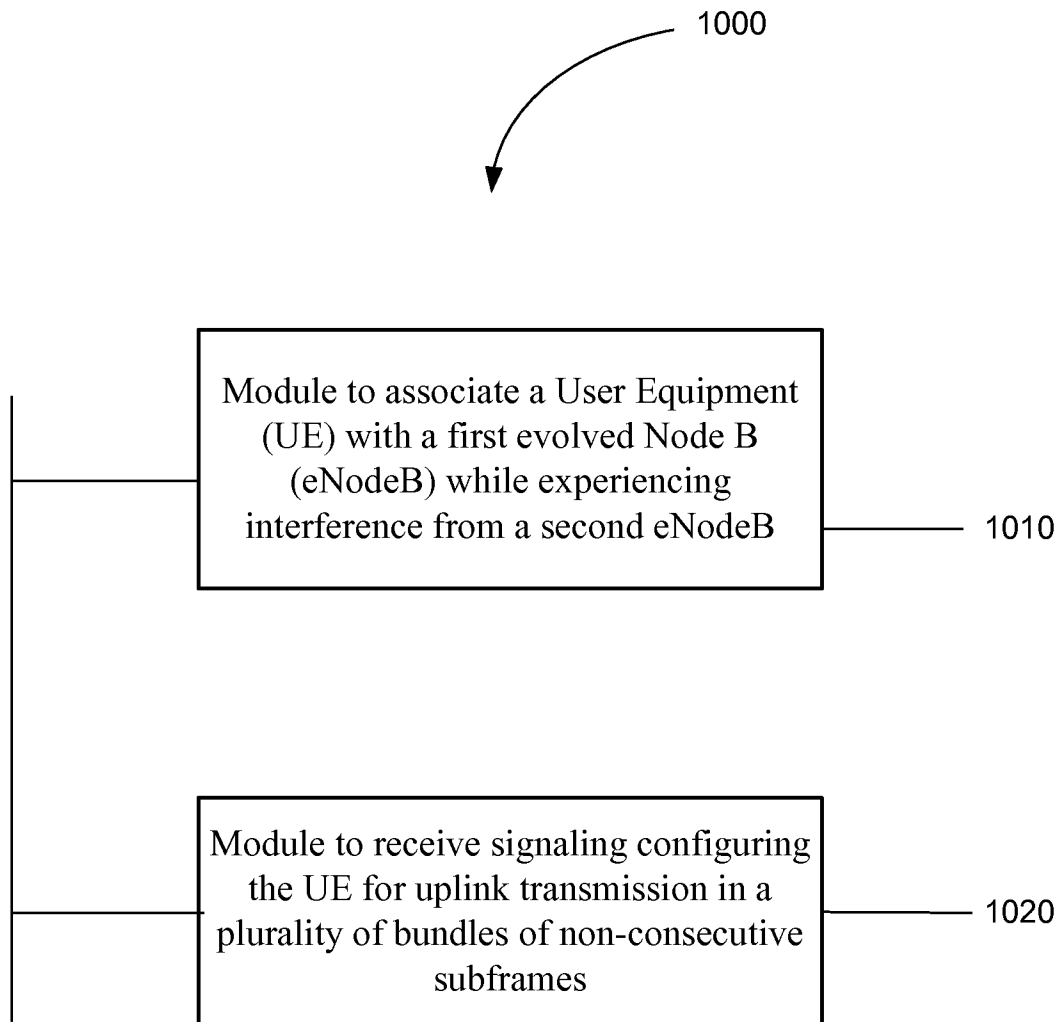 1000
Module to associate a User Equipment
(UE) with a first evolved Node B
(eNodeB) while experiencing
interference from a second eNodeB
1010
Module to receive signaling configuring
the UE for uplink transmission in a
plurality of bundles of non-consecutive
subframes
1020